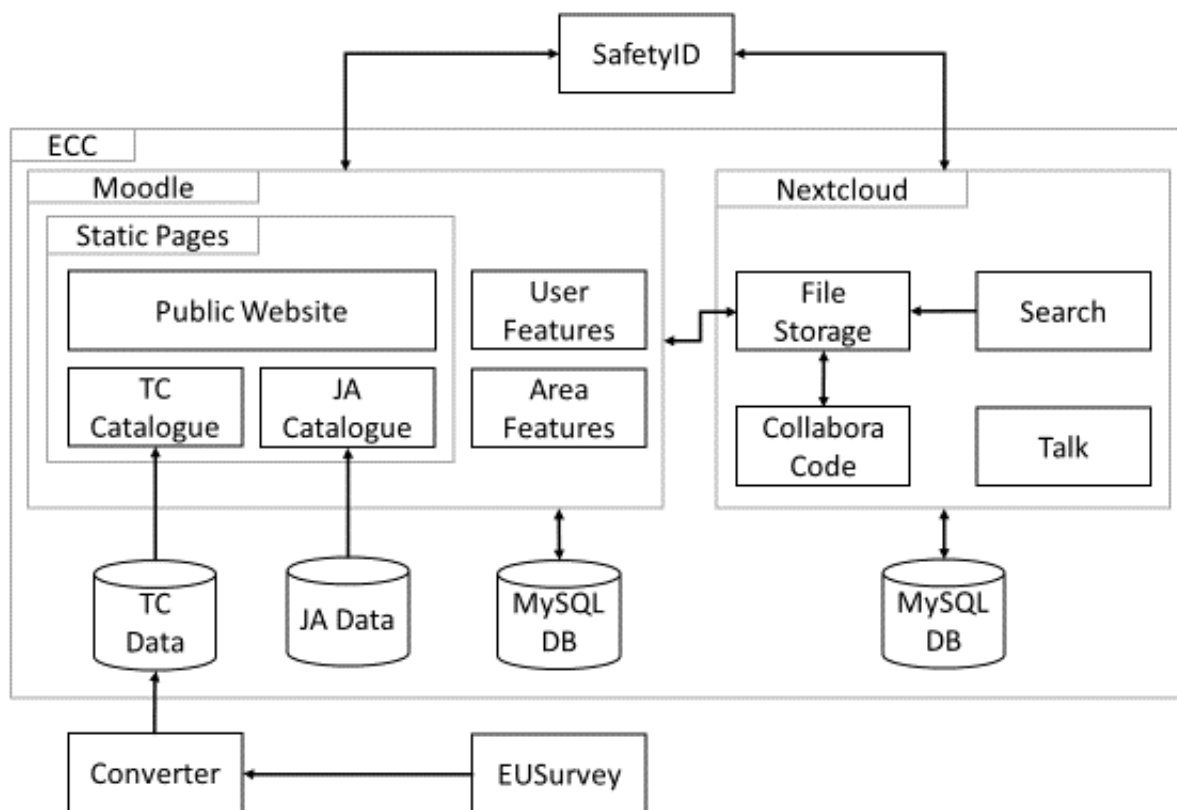 SafetyID
ECC
Moodle
Nextcloud
Static Pages
Public Website
User
Features
File
Storage
Search
TC
Catalogue
JA
Catalogue
Area
Features
Collabora
Code
Talk
TC
Data
JA Data
MySQL
DB
MySQL
DB
Converter
EUSurvey